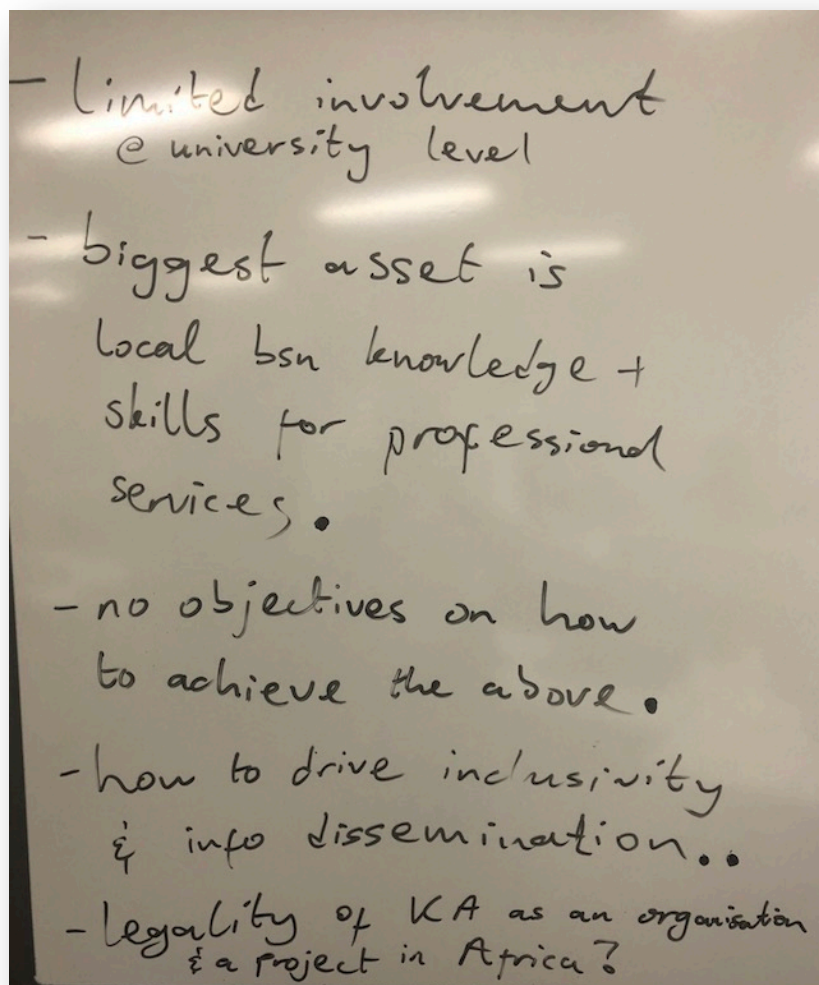 - limited involvement
@ university level
- biggest asset is
local bsn knowledge +
skills for professional
services.
- no objectives on how
to achieve the above.
- how to drive inclusivity
& info dissemination..
- legality of KA as an organisation
& a project in Africa?